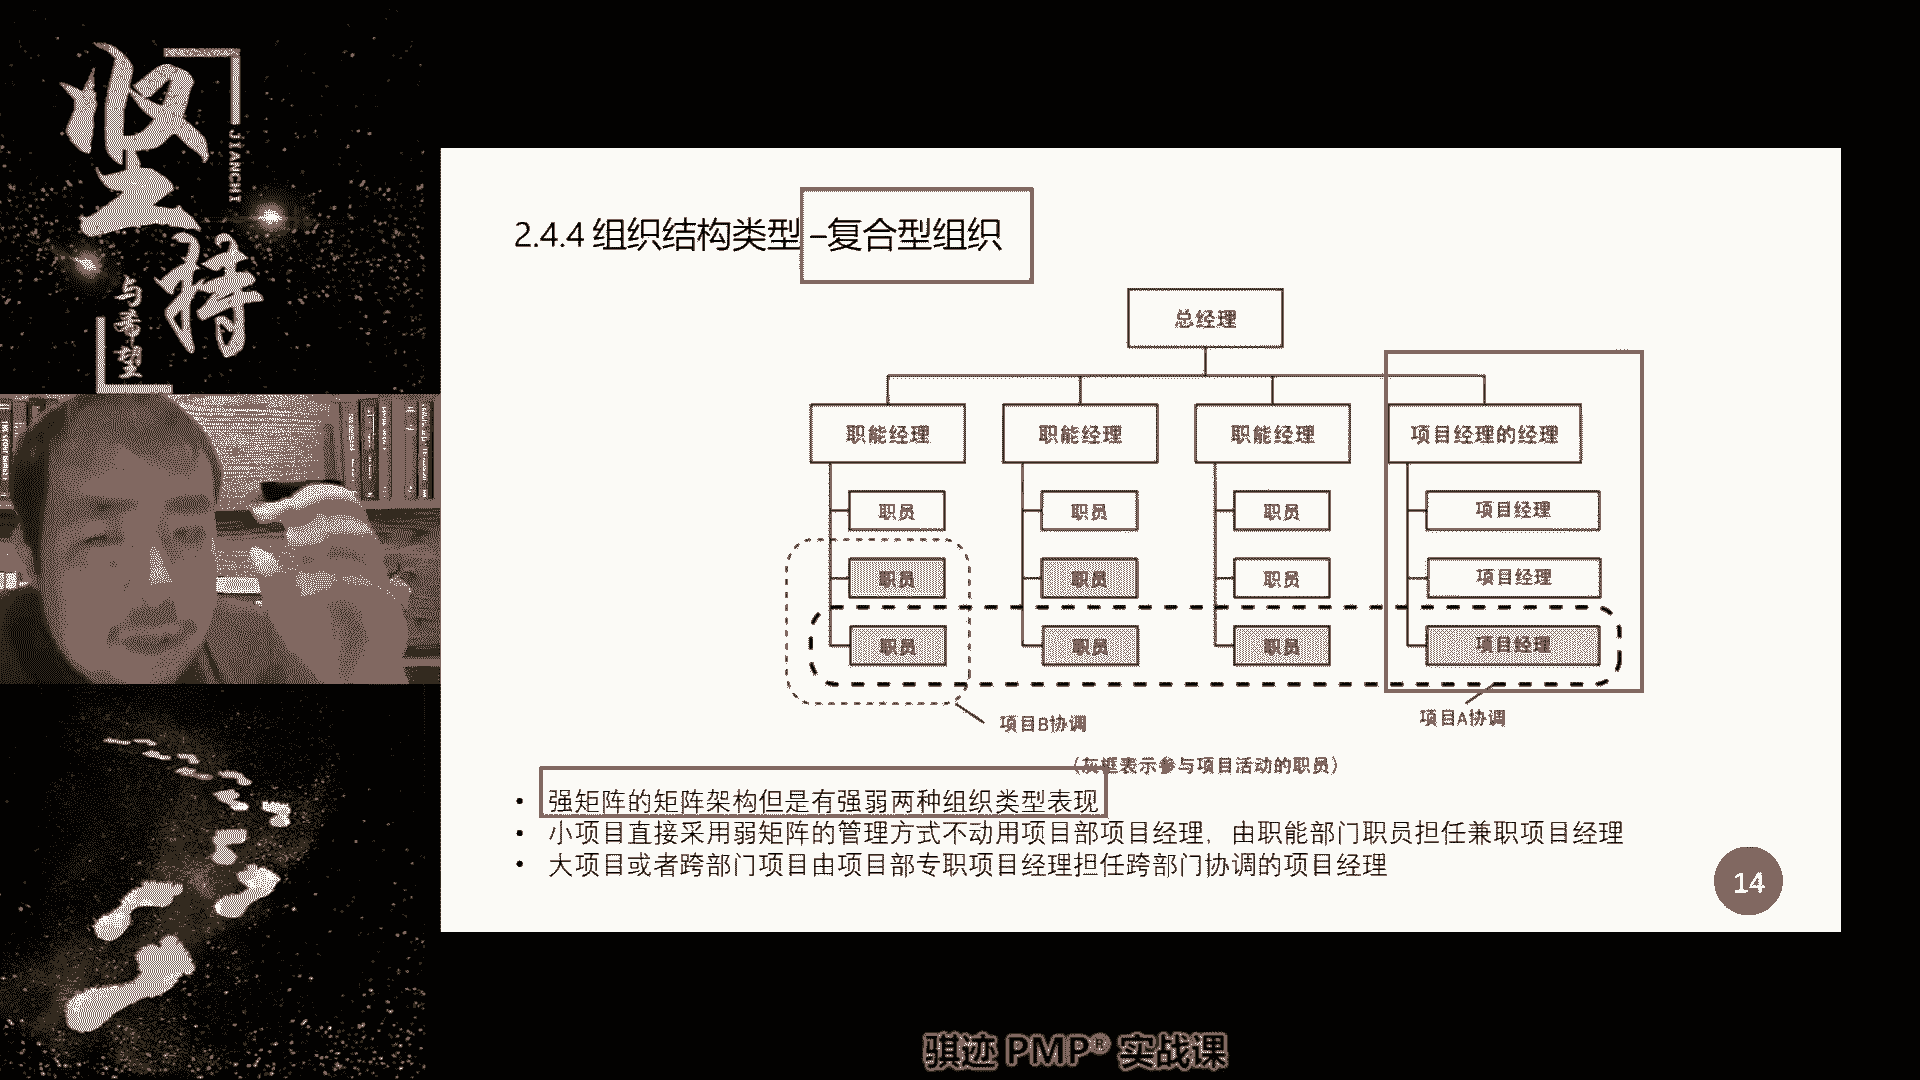 坚持
JIANCHI
与希望
2.4.4 组织结构类型 –复合型组织
总经理
职能经理
职能经理
职能经理
项目经理的经理
职员
职员
职员
项目经理
职员
职员
职员
项目经理
职员
职员
职员
项目经理
项目B协调
项目A协调
(灰框表示参与项目活动的职员)
• 强矩阵的矩阵架构但是有强弱两种组织类型表现
• 小项目直接采用弱矩阵的管理方式不动用项目部项目经理，由职能部门职员担任兼职项目经理
• 大项目或者跨部门项目由项目部专职项目经理担任跨部门协调的项目经理
14
骐迹 PMP® 实战课